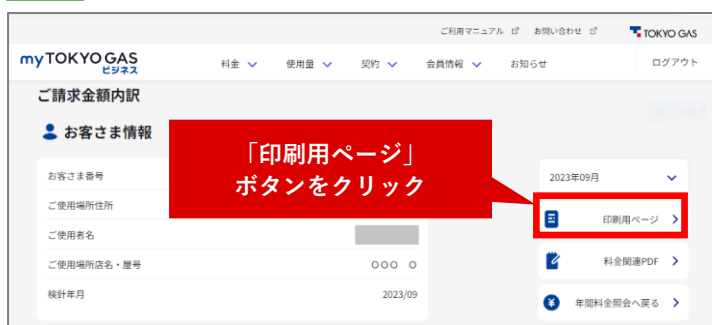 ご利用マニュアル お問い合わせ TOKYO GAS
myTOKYO GAS
ビジネス
料金 使用量 契約 会員情報 お知らせ ログアウト
ご請求金額内訳
お客さま情報
「印刷用ページ」
ボタンをクリック
お客さま番号
ご使用場所住所
ご使用者名
ご使用場所店名・屋号 ○○○ ○
検針年月 2023/09
2023年09月
印刷用ページ
料金関連PDF
年間料金照会へ戻る